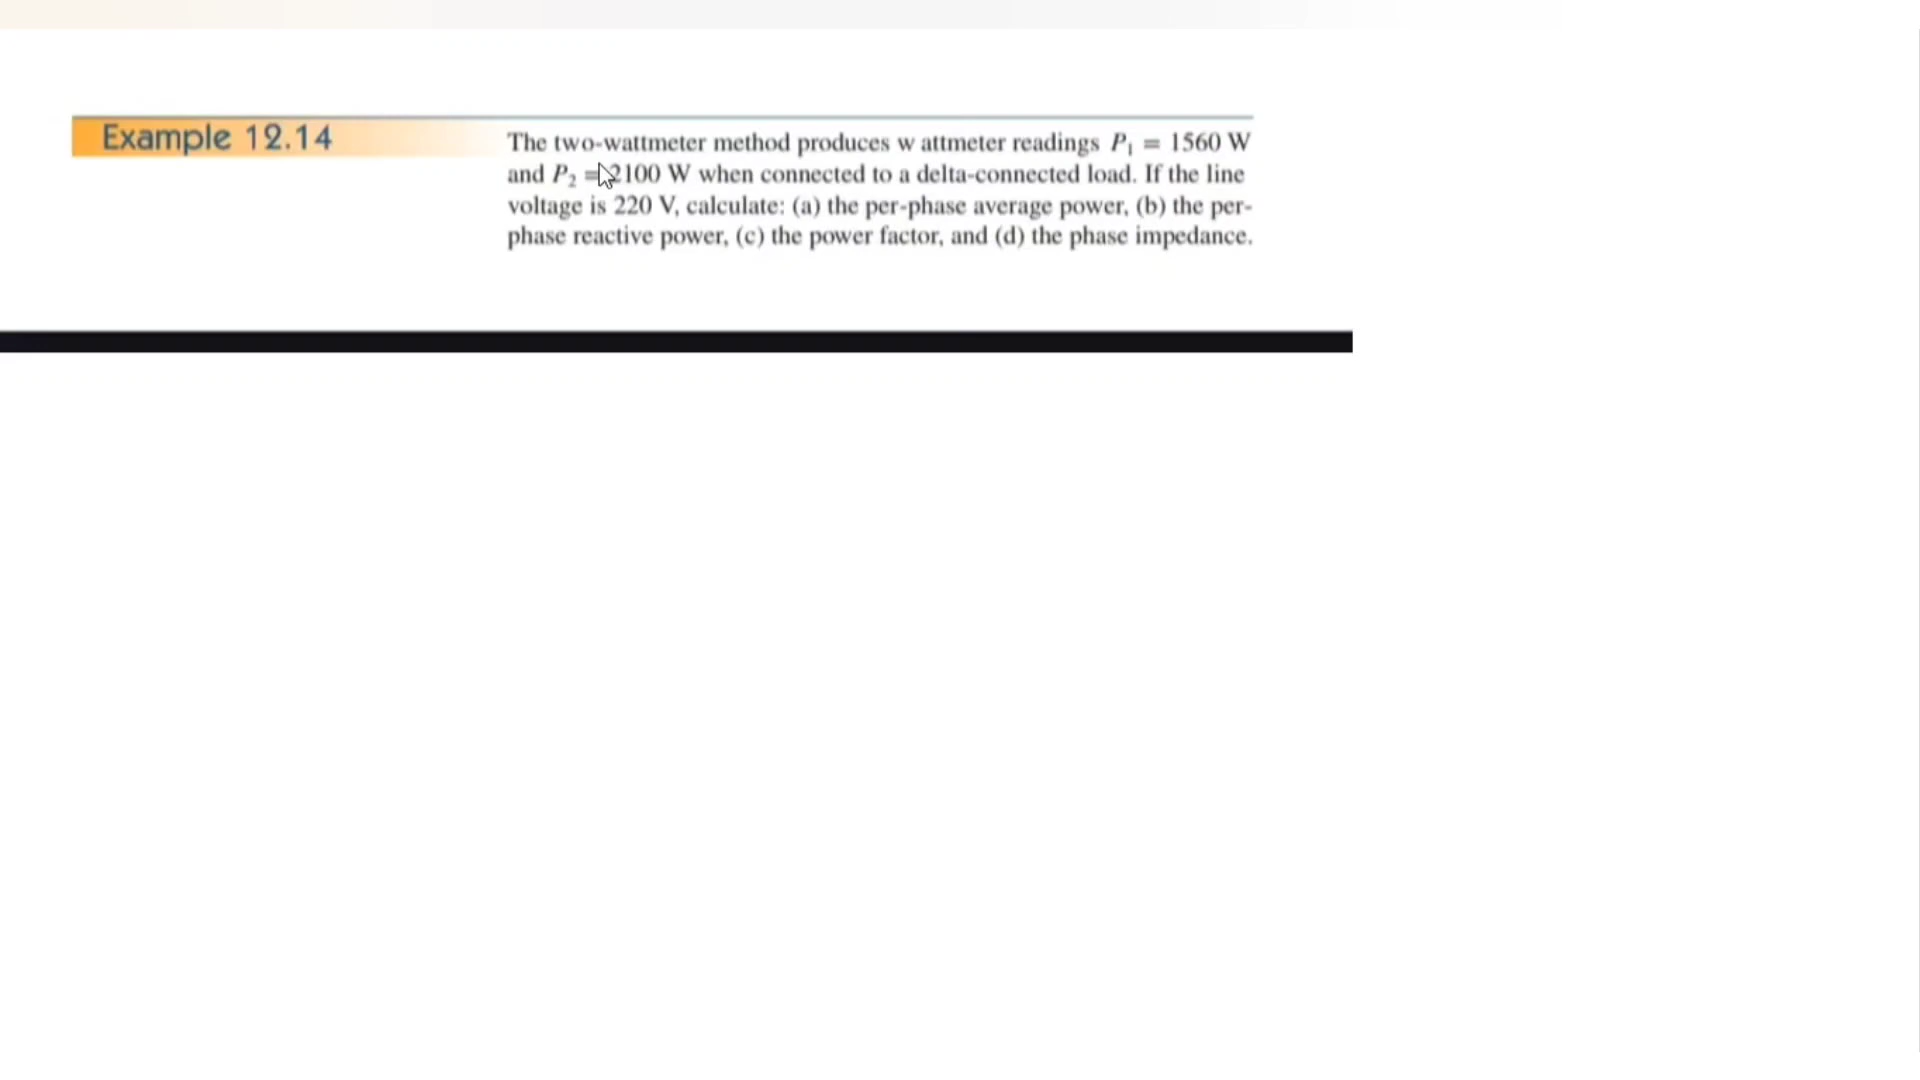 Example 12.14
The two-wattmeter method produces w attmeter readings P₁ = 1560 W
and P₂ = 2100 W when connected to a delta-connected load. If the line
voltage is 220 V, calculate: (a) the per-phase average power, (b) the per-
phase reactive power, (c) the power factor, and (d) the phase impedance.